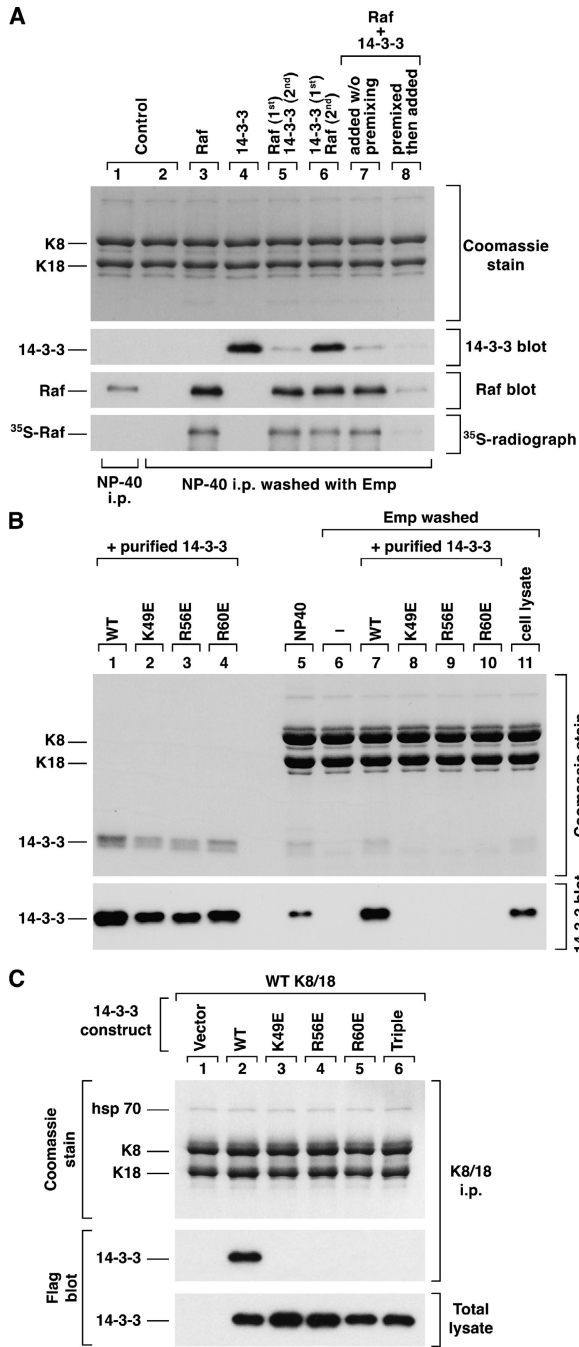 A
Raf
+
14-3-3
Control
Raf
14-3-3
Raf (1st)
14-3-3 (2nd)
14-3-3 (1st)
Raf (2nd)
added w/o
premixing
premixed
then added
1 2 3 4 5 6 7 8
K8
K18
Coomassie
stain
14-3-3
14-3-3 blot
Raf
Raf blot
35S-Raf
35S-radiograph
NP-40
i.p.
NP-40 i.p. washed with Emp
B
Emp washed
+ purified 14-3-3
+ purified 14-3-3
WT K49E R56E R60E NP40 – WT K49E R56E R60E cell lysate
1 2 3 4 5 6 7 8 9 10 11
K8
K18
14-3-3
Coomassie stain
14-3-3
14-3-3 blot
C
WT K8/18
14-3-3
construct
Vector WT K49E R56E R60E Triple
1 2 3 4 5 6
hsp 70
K8
K18
Coomassie
stain
K8/18
i.p.
14-3-3
Flag
blot
14-3-3
Total
lysate